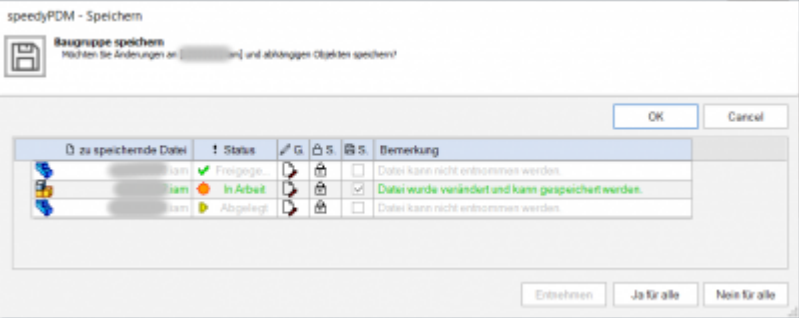 speedyPDM - Speichern
Baugruppe speichern
Möchten Sie Änderungen an [ an] und abhängigen Objekten speichern?
OK Cancel
zu speichernde Datei ! Status G. S. S. Bemerkung
iam Freigege... Datei kann nicht entnommen werden.
iam In Arbeit Datei wurde verändert und kann gespeichert werden.
iam Abgelegt Datei kann nicht entnommen werden.
Entnehmen Ja für alle Nein für alle